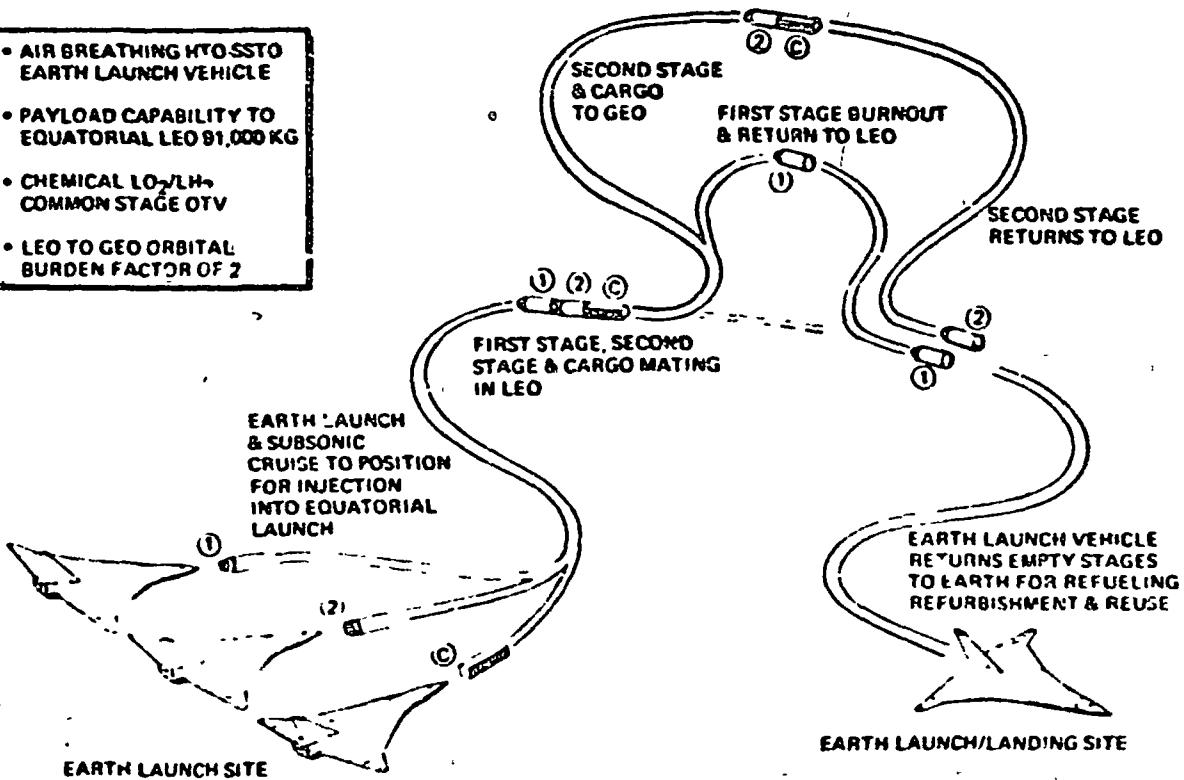 • AIR BREATHING HTO-SSTO
EARTH LAUNCH VEHICLE
• PAYLOAD CAPABILITY TO
EQUATORIAL LEO 91,000 KG
• CHEMICAL LO2/LH2
COMMON STAGE OTV
• LEO TO GEO ORBITAL
BURDEN FACTOR OF 2
2 C
SECOND STAGE
& CARGO
TO GEO
FIRST STAGE BURNOUT
& RETURN TO LEO
1
SECOND STAGE
RETURNS TO LEO
1 2 C
FIRST STAGE, SECOND
STAGE & CARGO MATING
IN LEO
2
1
EARTH LAUNCH
& SUBSONIC
CRUISE TO POSITION
FOR INJECTION
INTO EQUATORIAL
LAUNCH
1
(2)
C
EARTH LAUNCH VEHICLE
RETURNS EMPTY STAGES
TO EARTH FOR REFUELING
REFURBISHMENT & REUSE
EARTH LAUNCH SITE
EARTH LAUNCH/LANDING SITE